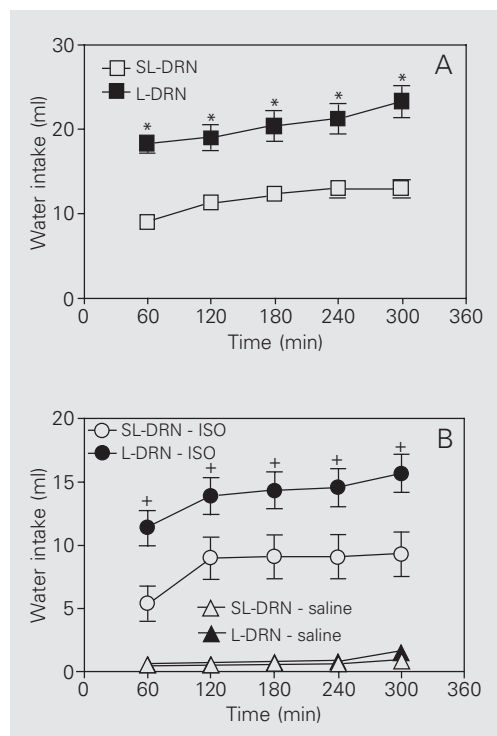 A
30
SL-DRN
L-DRN
* * * * *
20
10
0
Water intake (ml)
0 60 120 180 240 300 360
Time (min)
B
20
SL-DRN - ISO
L-DRN - ISO
+ + + + +
15
10
5
0
Water intake (ml)
SL-DRN - saline
L-DRN - saline
0 60 120 180 240 300 360
Time (min)